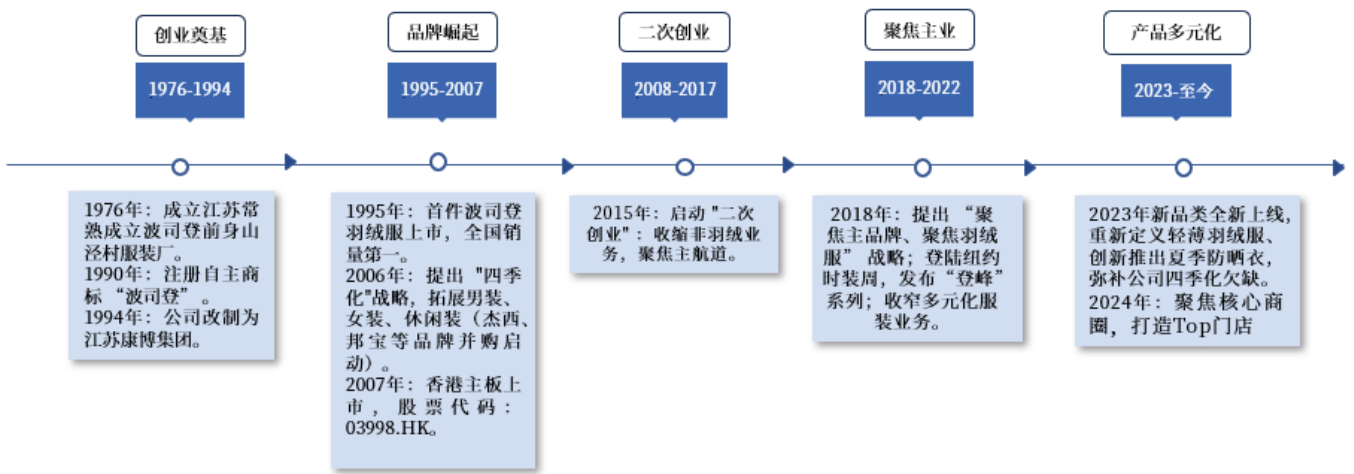 创业奠基
1976-1994
1976年：成立江苏常
熟成立波司登前身山
泾村服装厂。
1990年：注册自主商
标“波司登”。
1994年：公司改制为
江苏康博集团。
品牌崛起
1995-2007
1995年：首件波司登
羽绒服上市，全国销
量第一。
2006年：提出"四季
化"战略，拓展男装、
女装、休闲装（杰西、
邦宝等品牌并购启
动）。
2007年：香港主板上
市，股票代码：
03998.HK。
二次创业
2008-2017
2015年：启动"二次
创业"：收缩非羽绒业
务，聚焦主航道。
聚焦主业
2018-2022
2018年：提出“聚
焦主品牌、聚焦羽绒
服”战略；登陆纽约
时装周，发布“登峰”
系列；收窄多元化服
装业务。
产品多元化
2023-至今
2023年新品类全新上线，
重新定义轻薄羽绒服、
创新推出夏季防晒衣，
弥补公司四季化欠缺。
2024年：聚焦核心商
圈，打造Top门店